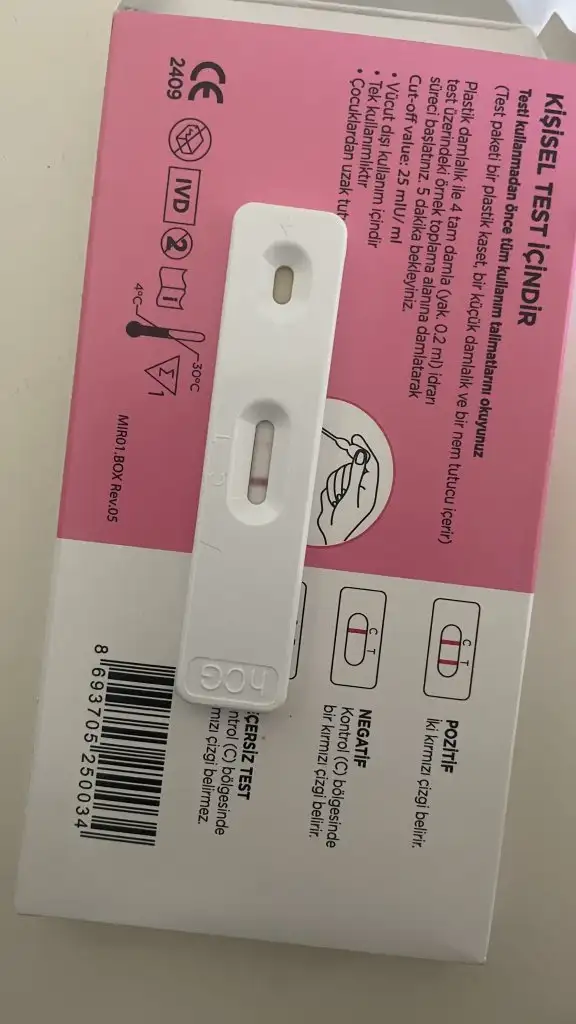 KİŞİSEL TEST İÇİNDİR
Testi kullanmadan önce tüm kullanım talimatlarını okuyunuz
(Test paketi bir plastik kaset, bir küçük damlalık ve bir nem tutucu içerir)
Plastik damlalık ile 4 tam damla (yak. 0.2 ml) idrarı
test üzerindeki örnek toplama alanına damlatarak
süreci başlatınız. 5 dakika bekleyiniz.
Cut-off value: 25 mIU/ ml
• Vücut dışı kullanım içindir
• Tek kullanımlıktır
• Çocuklardan uzak tut
CE
2409
IVD
2
i
4°C
30°C
Σ
1
MIR01.BOX Rev.05
C T
POZİTİF
İki kırmızı çizgi belirir.
C T
NEGATİF
Kontrol (C) bölgesinde
bir kırmızı çizgi belirir.
ÇERSİZ TEST
ntrol (C) bölgesinde
mızı çizgi belirmez.
8 693705 250034
T
C
hCG